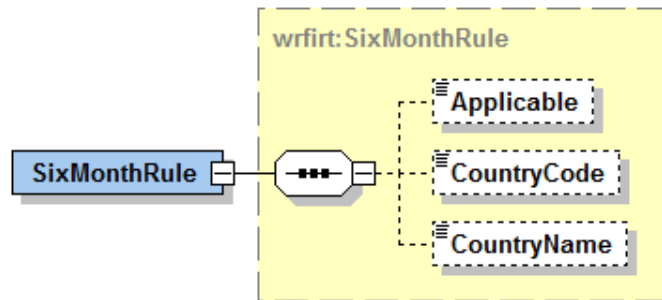 wrfirt:SixMonthRule
Applicable
SixMonthRule
CountryCode
CountryName